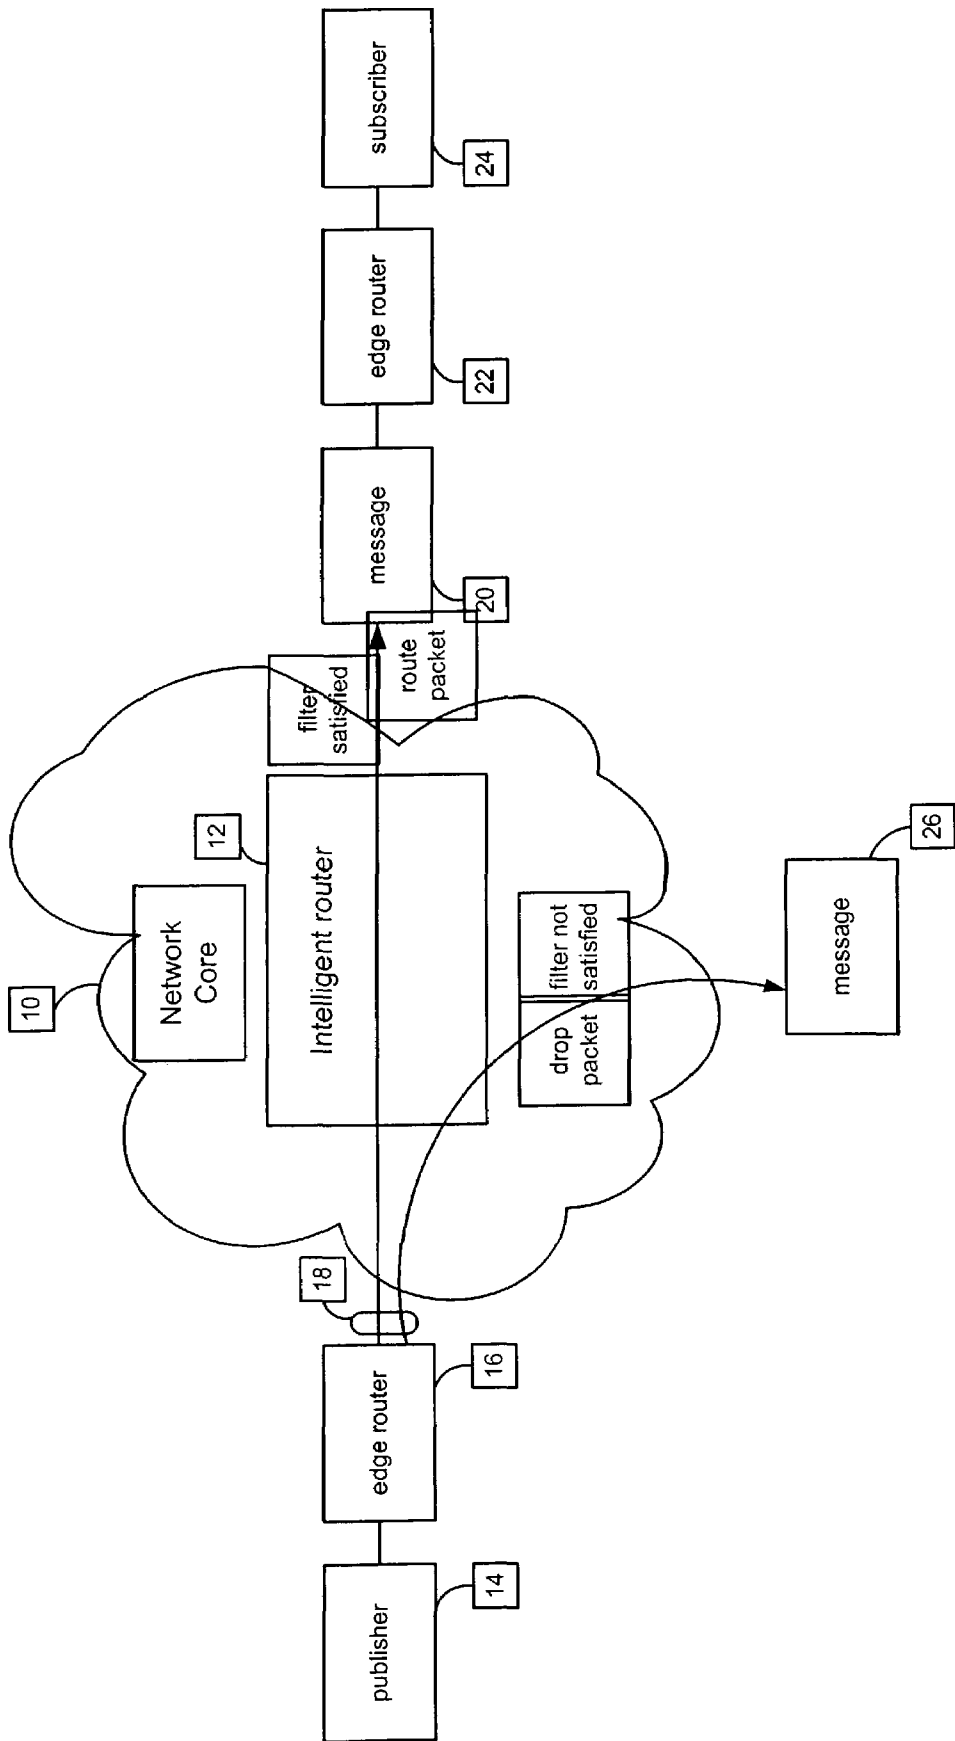 10
Network
Core
12
Intelligent router
filter
satisfied
route
packet
publisher
14
edge router
16
18
message
20
edge router
22
subscriber
24
drop
packet
filter not
satisfied
message
26